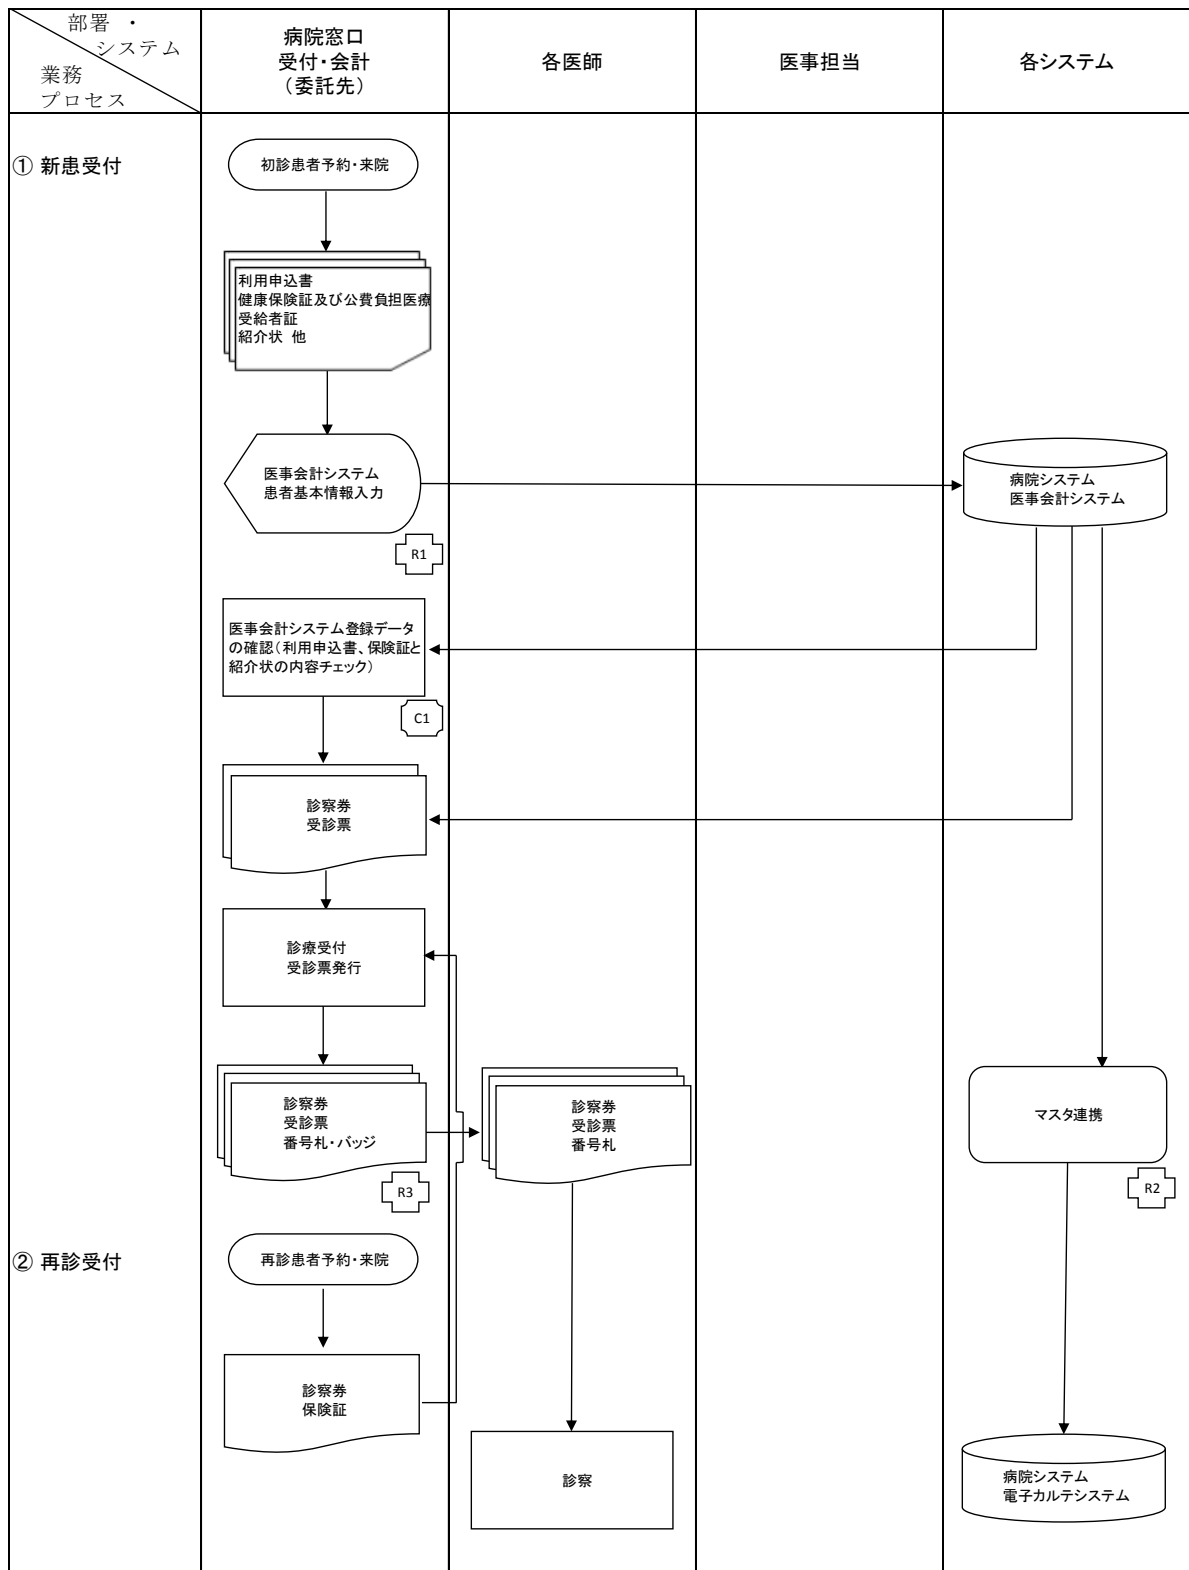 部署 ・
システム
業務
プロセス
病院窓口
受付・会計
（委託先）
各医師
医事担当
各システム
① 新患受付
初診患者予約・来院
利用申込書
健康保険証及び公費負担医療
受給者証
紹介状 他
医事会計システム
患者基本情報入力
病院システム
医事会計システム
R1
医事会計システム登録データ
の確認（利用申込書、保険証と
紹介状の内容チェック）
C1
診察券
受診票
診療受付
受診票発行
診察券
受診票
番号札・バッジ
診察券
受診票
番号札
マスタ連携
R3
R2
② 再診受付
再診患者予約・来院
診察券
保険証
診察
病院システム
電子カルテシステム